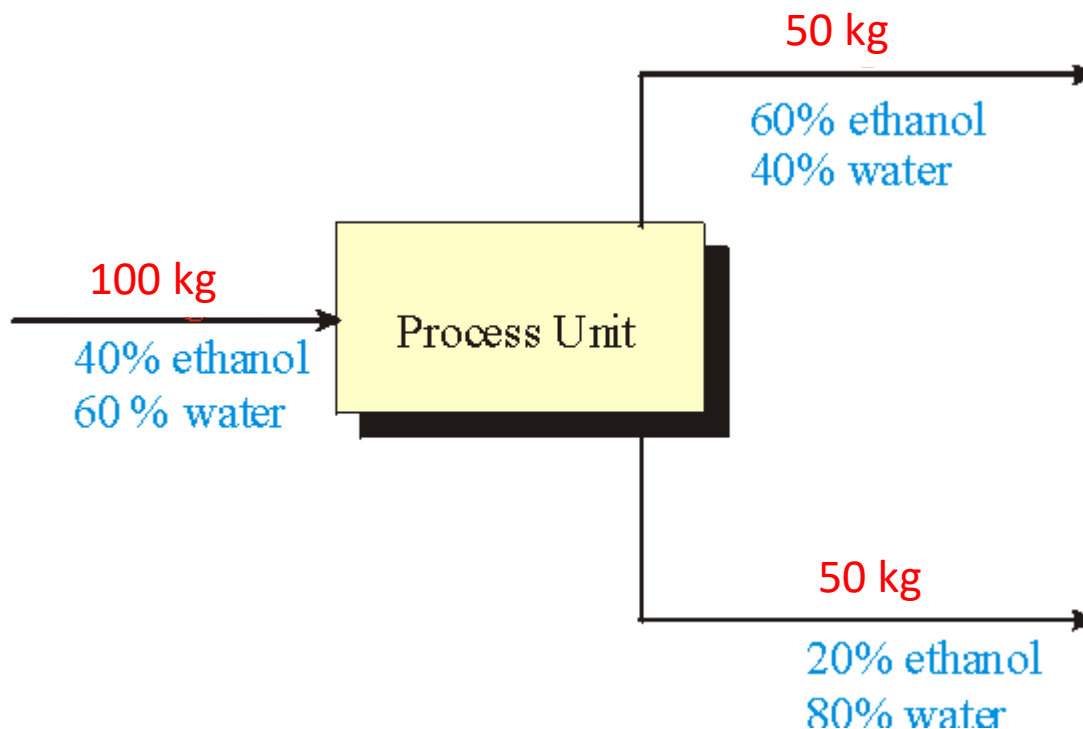 50 kg
60% ethanol
40% water
100 kg
40% ethanol
60 % water
Process Unit
50 kg
20% ethanol
80% water